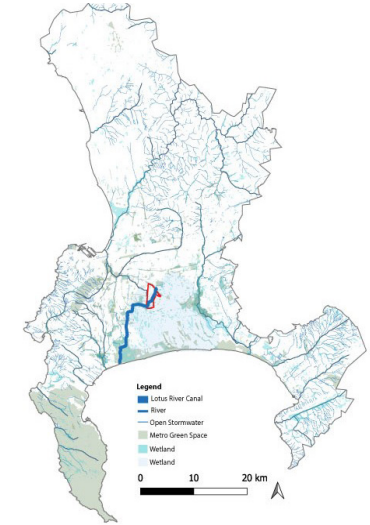 Legend
Lotus River Canal
River
Open Stormwater
Metro Green Space
Wetland
Wetland
0 10 20 km